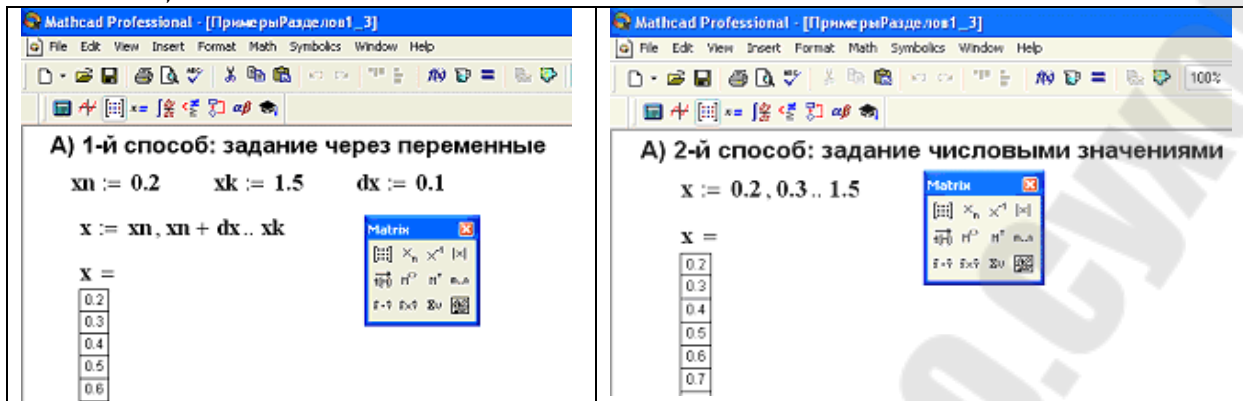 Mathcad Professional - [ПримерыРазделов1_3]
File Edit View Insert Format Math Symbolics Window Help
А) 1-й способ: задание через переменные
xn := 0.2 xk := 1.5 dx := 0.1
x := xn, xn + dx .. xk
Matrix
x =
0.2
0.3
0.4
0.5
0.6
Mathcad Professional - [ПримерыРазделов1_3]
File Edit View Insert Format Math Symbolics Window Help
100%
А) 2-й способ: задание числовыми значениями
x := 0.2 , 0.3 .. 1.5
Matrix
x =
0.2
0.3
0.4
0.5
0.6
0.7